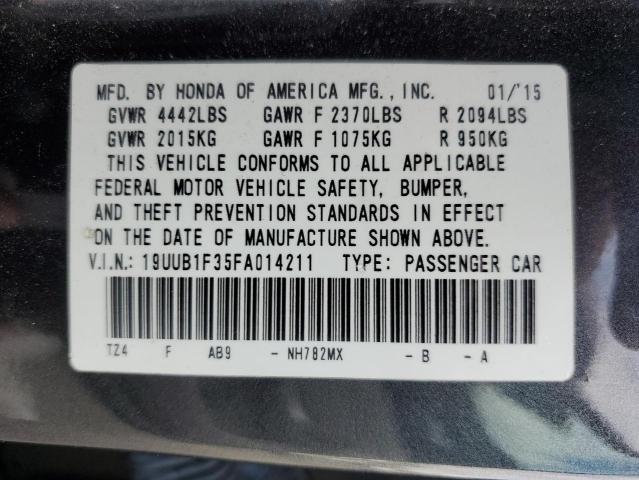 MFD. BY HONDA OF AMERICA MFG., INC. 01/'15
GVWR 4442LBS GAWR F 2370LBS R 2094LBS
GVWR 2015KG GAWR F 1075KG R 950KG
THIS VEHICLE CONFORMS TO ALL APPLICABLE
FEDERAL MOTOR VEHICLE SAFETY, BUMPER,
AND THEFT PREVENTION STANDARDS IN EFFECT
ON THE DATE OF MANUFACTURE SHOWN ABOVE.
V.I.N.: 19UUB1F35FA014211 TYPE: PASSENGER CAR
TZ4 F AB9 - NH782MX - B - A